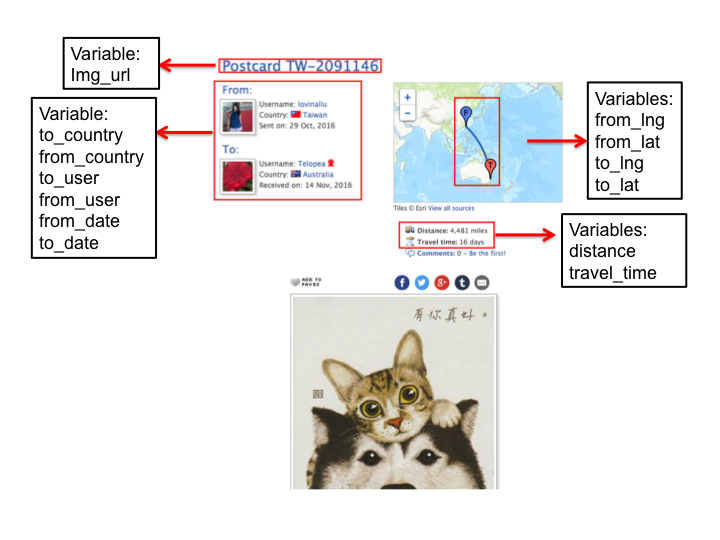 Variable:
Img_url
Postcard TW-2091146
Variable:
to_country
from_country
to_user
from_user
from_date
to_date
From:
Username: lovinaliu
Country: Taiwan
Sent on: 29 Oct, 2016
To:
Username: Telopea
Country: Australia
Received on: 14 Nov, 2016
+
−
F
T
Tiles © Esri View all sources
Variables:
from_lng
from_lat
to_lng
to_lat
Distance: 4,481 miles
Travel time: 16 days
Comments: 0 - Be the first!
Variables:
distance
travel_time
ADD TO
FAVES
f
g+
t
有你真好。